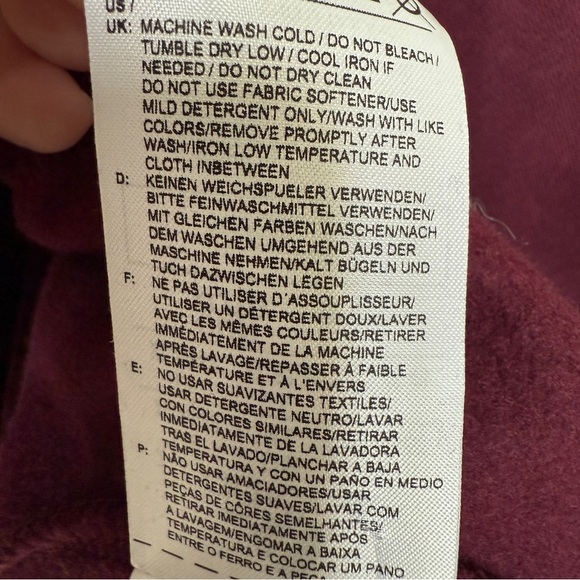 US /
UK: MACHINE WASH COLD / DO NOT BLEACH /
TUMBLE DRY LOW / COOL IRON IF
NEEDED / DO NOT DRY CLEAN
DO NOT USE FABRIC SOFTENER/USE
MILD DETERGENT ONLY/WASH WITH LIKE
COLORS/REMOVE PROMPTLY AFTER
WASH/IRON LOW TEMPERATURE AND
CLOTH INBETWEEN
D: KEINEN WEICHSPUELER VERWENDEN/
BITTE FEINWASCHMITTEL VERWENDEN/
MIT GLEICHEN FARBEN WASCHEN/NACH
DEM WASCHEN UMGEHEND AUS DER
MASCHINE NEHMEN/KALT BÜGELN UND
TUCH DAZWISCHEN LEGEN
F: NE PAS UTILISER D'ASSOUPLISSEUR/
UTILISER UN DÉTERGENT DOUX/LAVER
AVEC LES MÊMES COULEURS/RETIRER
IMMÉDIATEMENT DE LA MACHINE
APRÈS LAVAGE/REPASSER À FAIBLE
TEMPÉRATURE ET À L'ENVERS
E: NO USAR SUAVIZANTES TEXTILES/
USAR DETERGENTE NEUTRO/LAVAR
CON COLORES SIMILARES/RETIRAR
INMEDIATAMENTE DE LA LAVADORA
TRAS EL LAVADO/PLANCHAR A BAJA
TEMPERATURA Y CON UN PAÑO EN MEDIO
P: NÃO USAR AMACIADORES/USAR
DETERGENTES SUAVES/LAVAR COM
PEÇAS DE CÔRES SEMELHANTES/
RETIRAR IMEDIATAMENTE APÓS
A LAVAGEM/ENGOMAR A BAIXA
TEMPERATURA E COLOCAR UM PANO
ENTRE O FERRO E A PEÇA